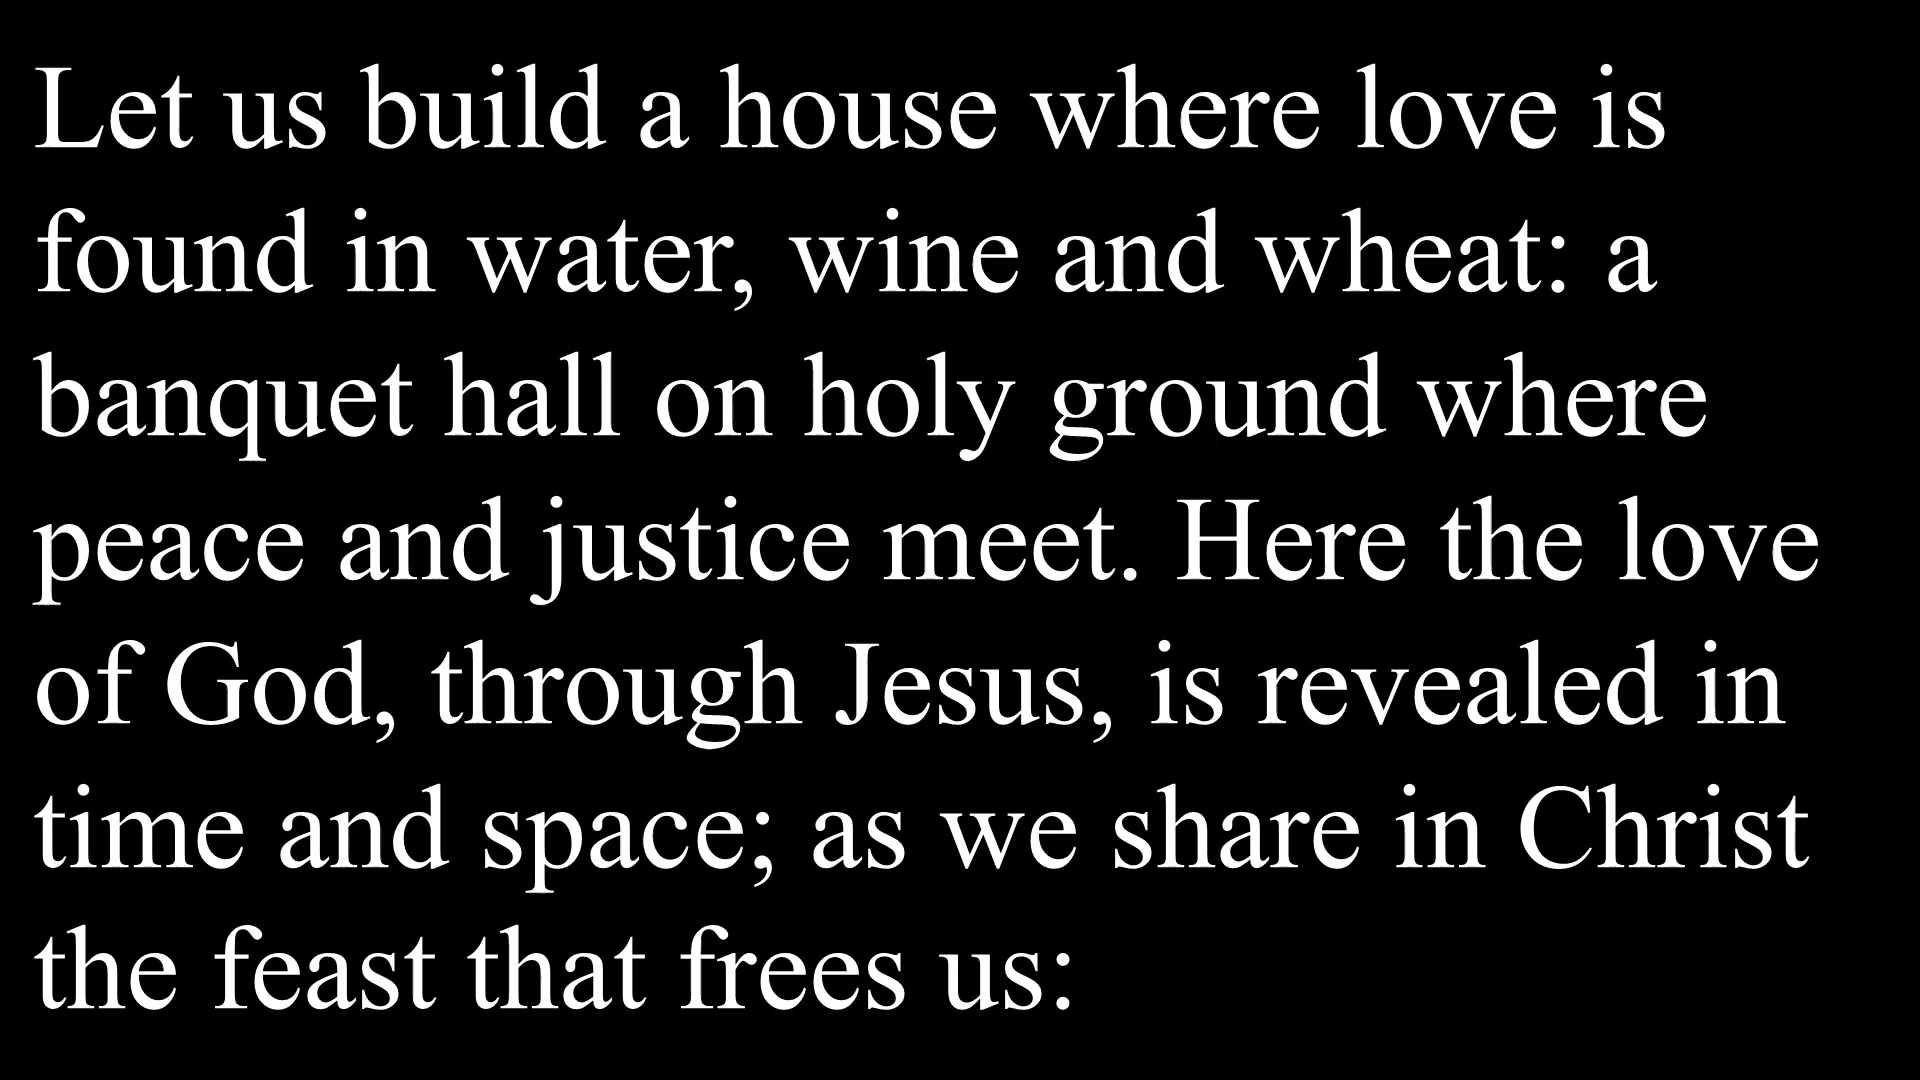 Let us build a house where love is
found in water, wine and wheat: a
banquet hall on holy ground where
peace and justice meet. Here the love
of God, through Jesus, is revealed in
time and space; as we share in Christ
the feast that frees us: